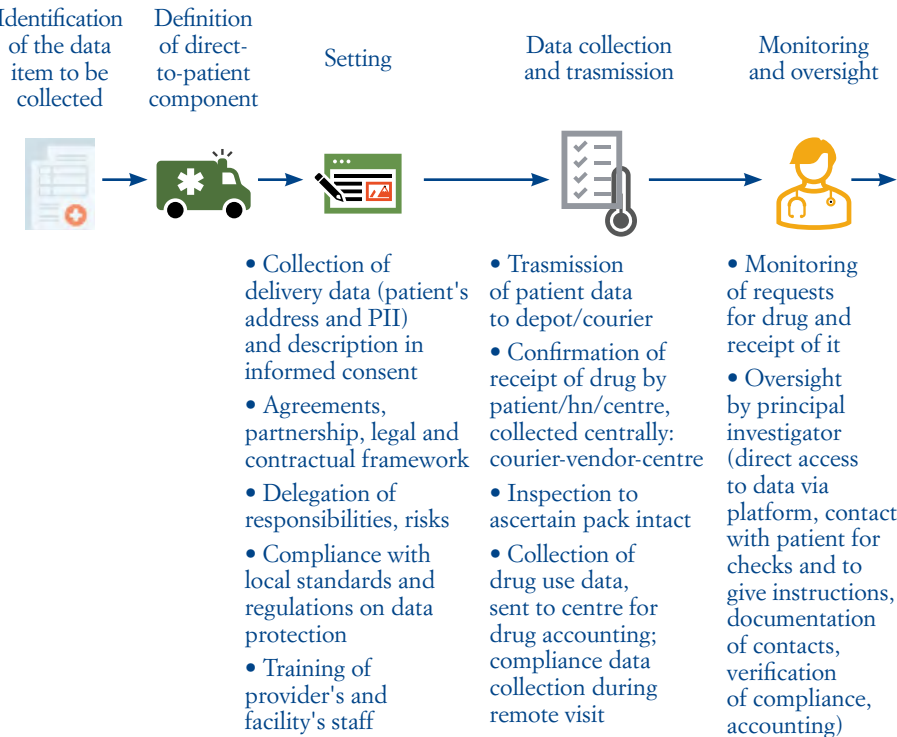 Identification
of the data
item to be
collected
Definition
of direct-
to-patient
component
Setting
Data collection
and trasmission
Monitoring
and oversight
• Collection of
delivery data (patient's
address and PII)
and description in
informed consent
• Agreements,
partnership, legal and
contractual framework
• Delegation of
responsibilities, risks
• Compliance with
local standards and
regulations on data
protection
• Training of
provider's and
facility's staff
• Trasmission
of patient data
to depot/courier
• Confirmation of
receipt of drug by
patient/hn/centre,
collected centrally:
courier-vendor-centre
• Inspection to
ascertain pack intact
• Collection of
drug use data,
sent to centre for
drug accounting;
compliance data
collection during
remote visit
• Monitoring
of requests
for drug and
receipt of it
• Oversight
by principal
investigator
(direct access
to data via
platform, contact
with patient for
checks and to
give instructions,
documentation
of contacts,
verification
of compliance,
accounting)